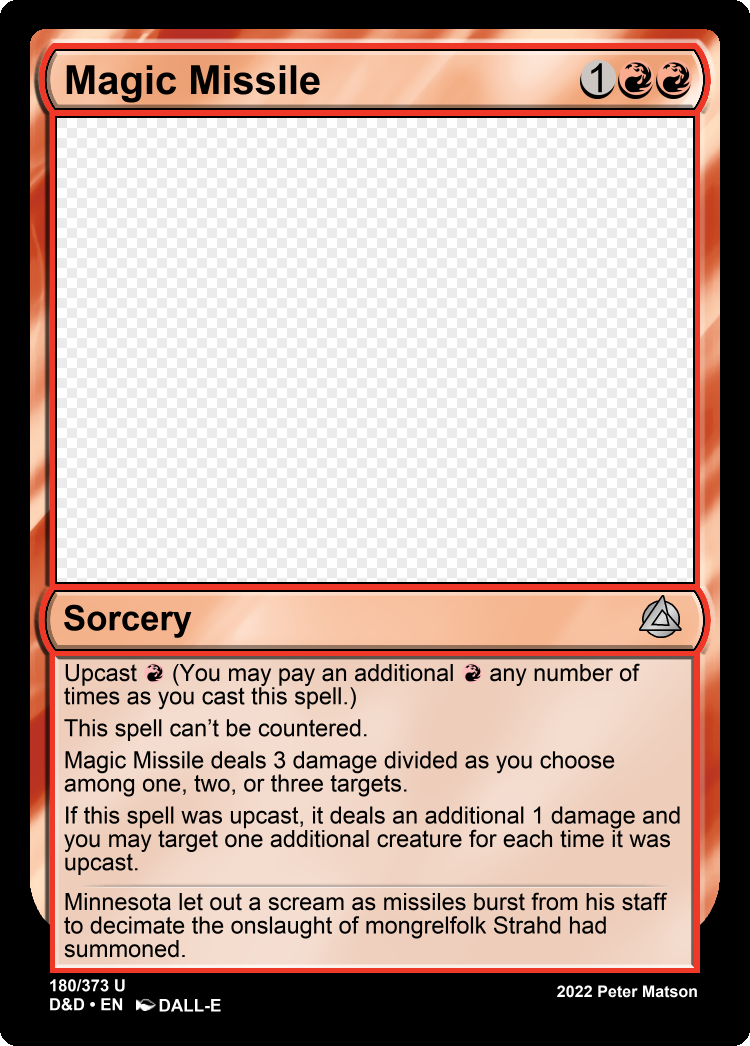 Magic Missile 1
Sorcery
Upcast (You may pay an additional any number of
times as you cast this spell.)
This spell can’t be countered.
Magic Missile deals 3 damage divided as you choose
among one, two, or three targets.
If this spell was upcast, it deals an additional 1 damage and
you may target one additional creature for each time it was
upcast.
Minnesota let out a scream as missiles burst from his staff
to decimate the onslaught of mongrelfolk Strahd had
summoned.
180/373 U
D&D • EN DALL-E
2022 Peter Matson